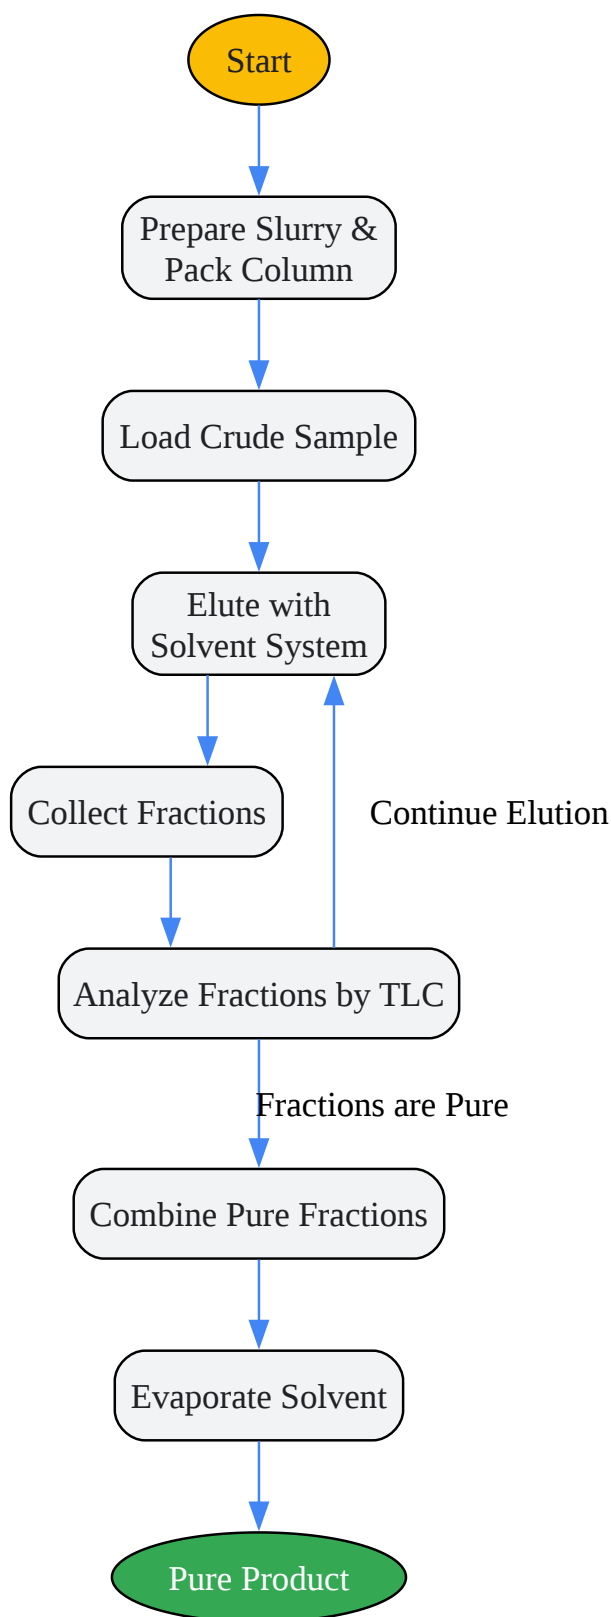 Start
Prepare Slurry &
Pack Column
Load Crude Sample
Elute with
Solvent System
Collect Fractions
Continue Elution
Analyze Fractions by TLC
Fractions are Pure
Combine Pure Fractions
Evaporate Solvent
Pure Product